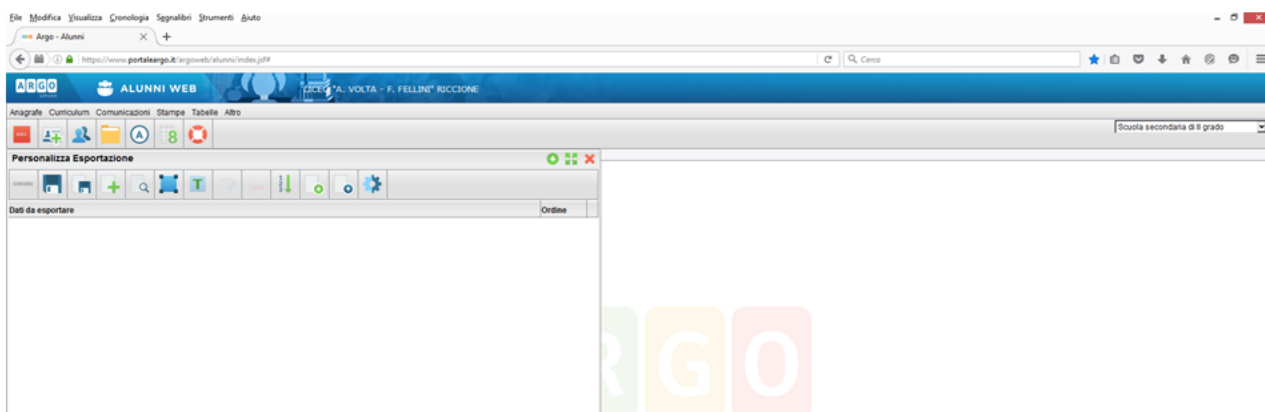 File Modifica Visualizza Cronologia Segnalibri Strumenti Aiuto
Argo - Alunni
https://www.portaleargo.it/argoweb/alunni/index.jsf#
Cerca
ARGO ALUNNI WEB LICEO "A. VOLTA - F. FELLINI" RICCIONE
Anagrafe Curriculum Comunicazioni Stampe Tabelle Altro
A 8 Scuola secondaria di II grado
Personalizza Esportazione
T
Dati da esportare Ordine
RGO